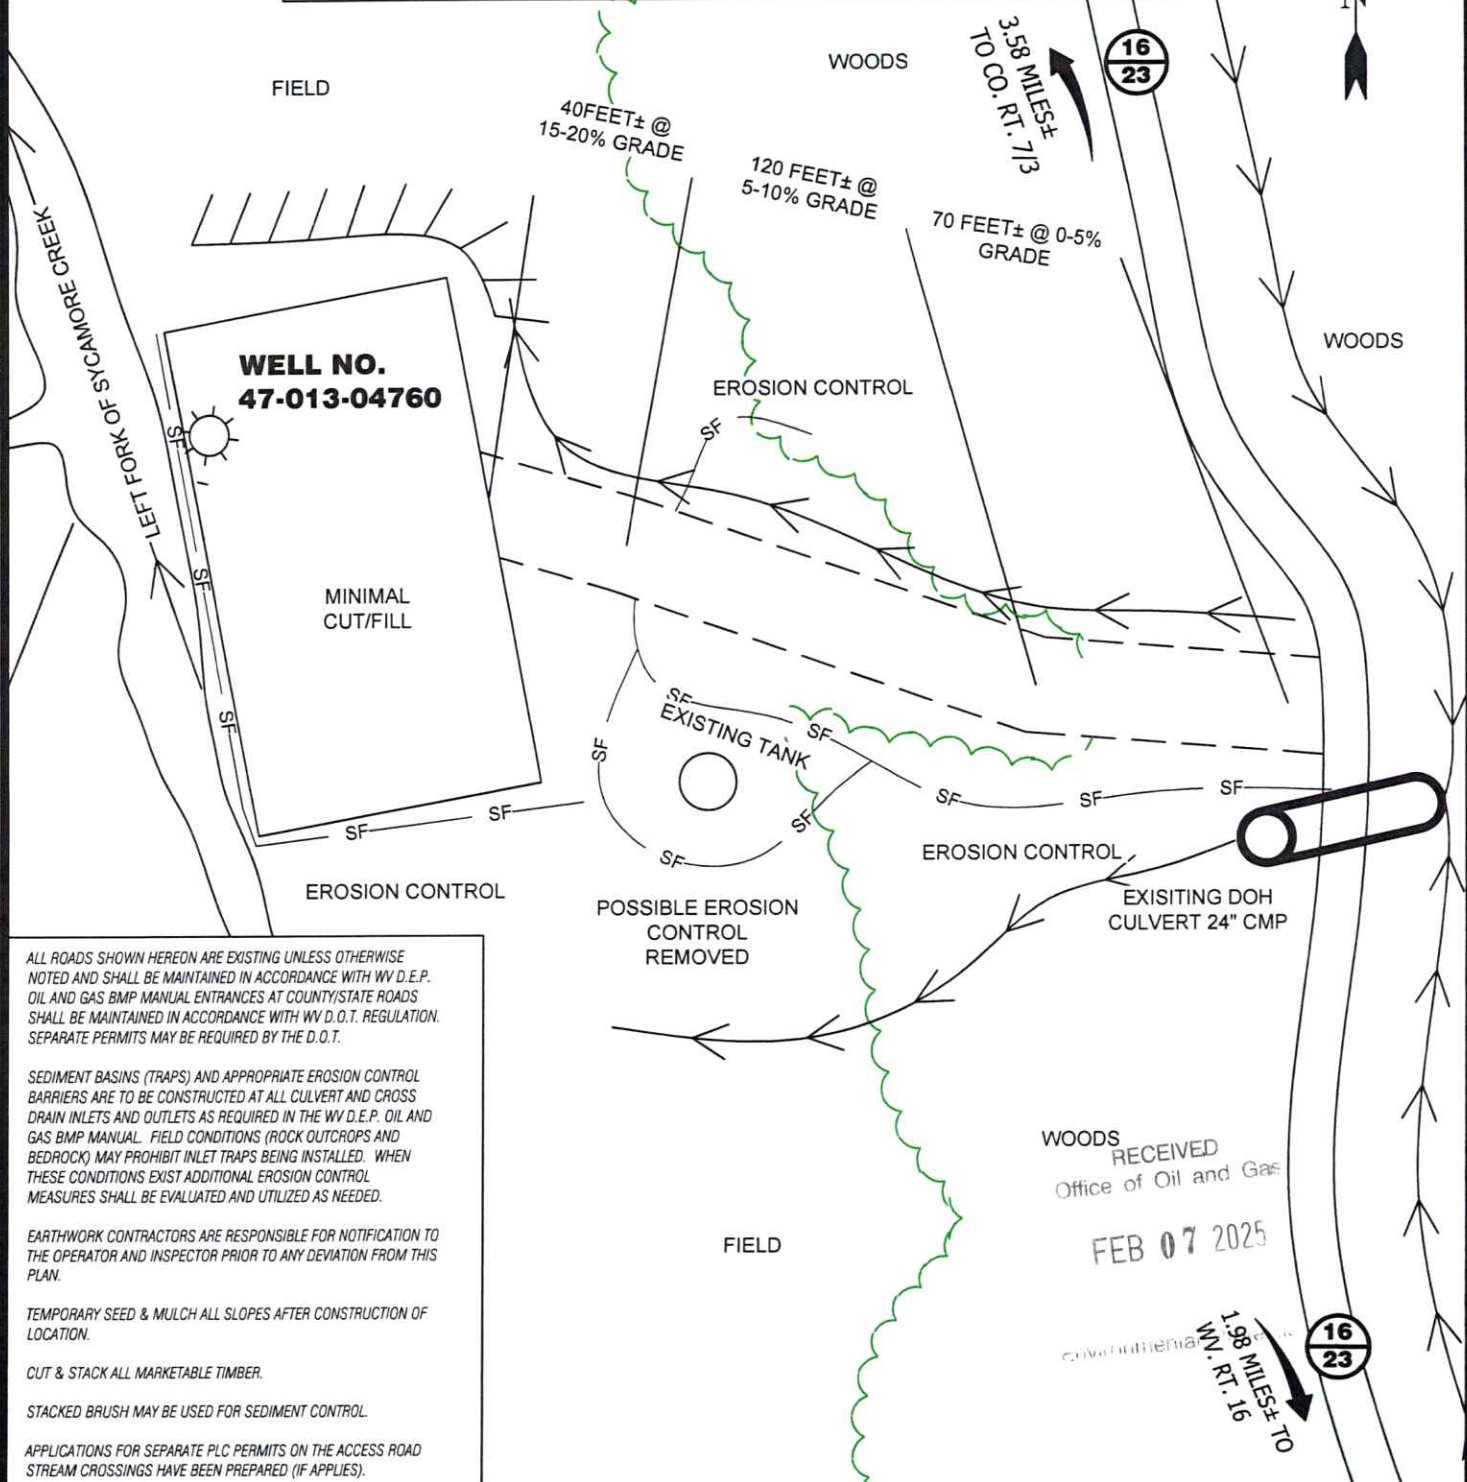 N
FIELD
WOODS
3.58 MILES±
TO CO. RT. 7/3
16
23
40FEET± @
15-20% GRADE
120 FEET± @
5-10% GRADE
70 FEET± @ 0-5%
GRADE
LEFT FORK OF SYCAMORE CREEK
WELL NO.
47-013-04760
WOODS
EROSION CONTROL
SF
SF
SF
SF
MINIMAL
CUT/FILL
SF
EXISTING TANK
SF
SF
SF
SF
SF
SF
SF
SF
SF
EROSION CONTROL
EROSION CONTROL
POSSIBLE EROSION
CONTROL
REMOVED
EXISITING DOH
CULVERT 24" CMP
ALL ROADS SHOWN HEREON ARE EXISTING UNLESS OTHERWISE
NOTED AND SHALL BE MAINTAINED IN ACCORDANCE WITH WV D.E.P.
OIL AND GAS BMP MANUAL ENTRANCES AT COUNTY/STATE ROADS
SHALL BE MAINTAINED IN ACCORDANCE WITH WV D.O.T. REGULATION.
SEPARATE PERMITS MAY BE REQUIRED BY THE D.O.T.
SEDIMENT BASINS (TRAPS) AND APPROPRIATE EROSION CONTROL
BARRIERS ARE TO BE CONSTRUCTED AT ALL CULVERT AND CROSS
DRAIN INLETS AND OUTLETS AS REQUIRED IN THE WV D.E.P. OIL AND
GAS BMP MANUAL. FIELD CONDITIONS (ROCK OUTCROPS AND
BEDROCK) MAY PROHIBIT INLET TRAPS BEING INSTALLED. WHEN
THESE CONDITIONS EXIST ADDITIONAL EROSION CONTROL
MEASURES SHALL BE EVALUATED AND UTILIZED AS NEEDED.
EARTHWORK CONTRACTORS ARE RESPONSIBLE FOR NOTIFICATION TO
THE OPERATOR AND INSPECTOR PRIOR TO ANY DEVIATION FROM THIS
PLAN.
TEMPORARY SEED & MULCH ALL SLOPES AFTER CONSTRUCTION OF
LOCATION.
CUT & STACK ALL MARKETABLE TIMBER.
STACKED BRUSH MAY BE USED FOR SEDIMENT CONTROL.
APPLICATIONS FOR SEPARATE PLC PERMITS ON THE ACCESS ROAD
STREAM CROSSINGS HAVE BEEN PREPARED (IF APPLIES).
WOODS
RECEIVED
Office of Oil and Gas
FEB 07 2025
FIELD
1.98 MILES± TO
WV. RT. 16
16
23